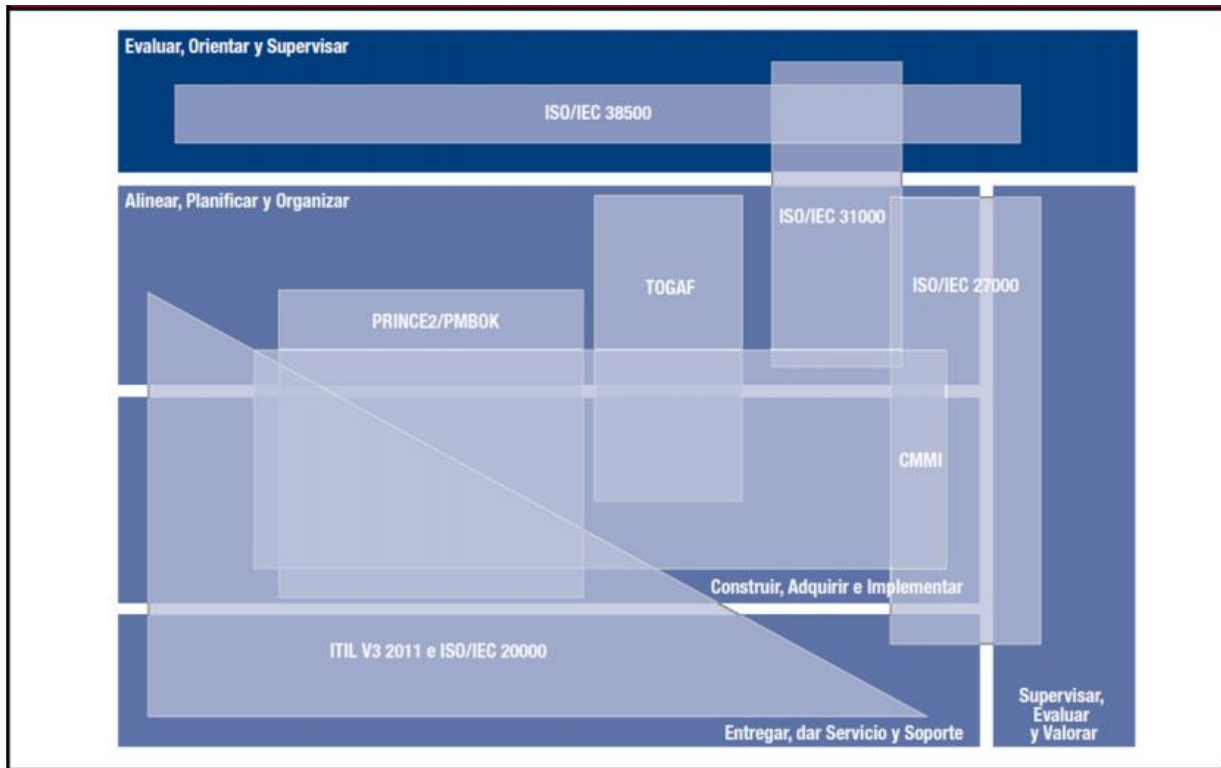 Evaluar, Orientar y Supervisar
ISO/IEC 38500
Alinear, Planificar y Organizar
ISO/IEC 31000
ISO/IEC 27000
TOGAF
PRINCE2/PMBOK
CMMI
Construir, Adquirir e Implementar
ITIL V3 2011 e ISO/IEC 20000
Entregar, dar Servicio y Soporte
Supervisar,
Evaluar
y Valorar